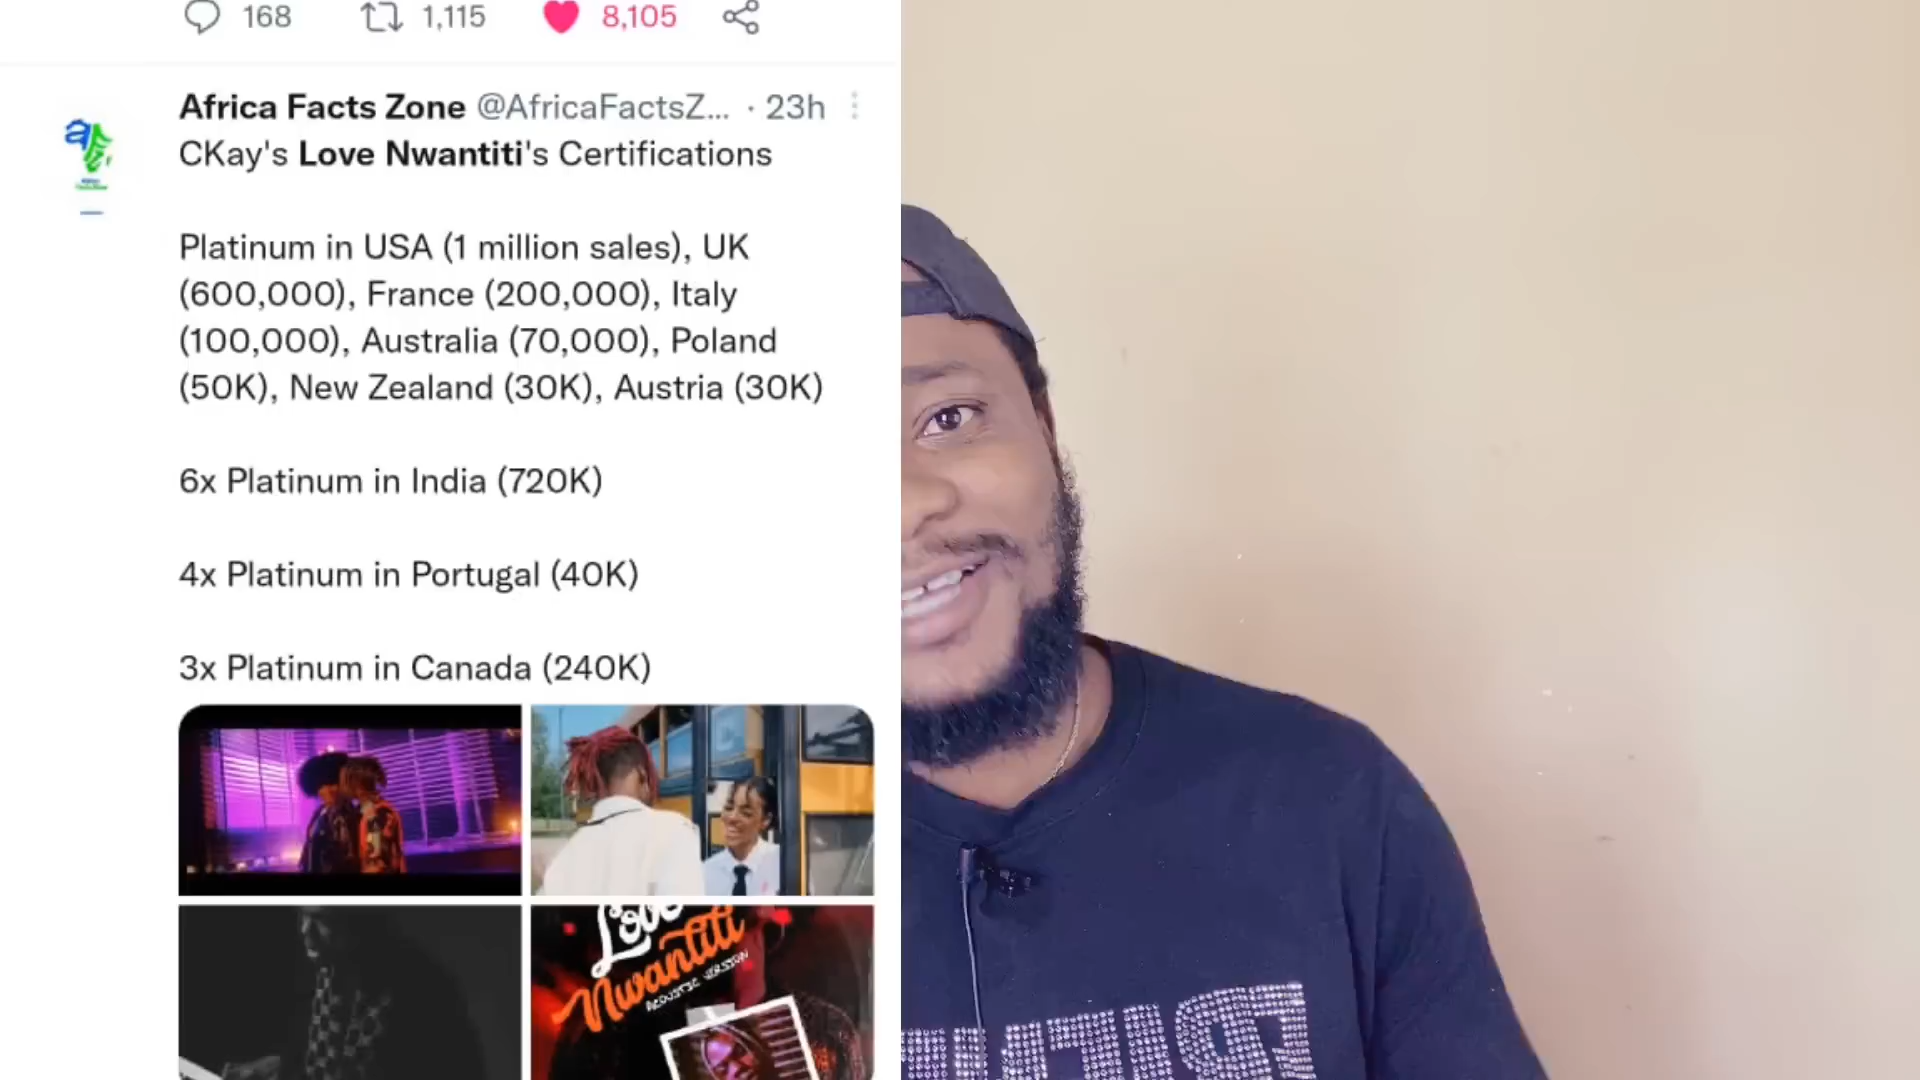 168 1,115 8,105
Africa Facts Zone @AfricaFactsZ... · 23h
CKay's Love Nwantiti's Certifications
Platinum in USA (1 million sales), UK
(600,000), France (200,000), Italy
(100,000), Australia (70,000), Poland
(50K), New Zealand (30K), Austria (30K)
6x Platinum in India (720K)
4x Platinum in Portugal (40K)
3x Platinum in Canada (240K)
Love
Nwantiti
ACOUSTIC VERSION